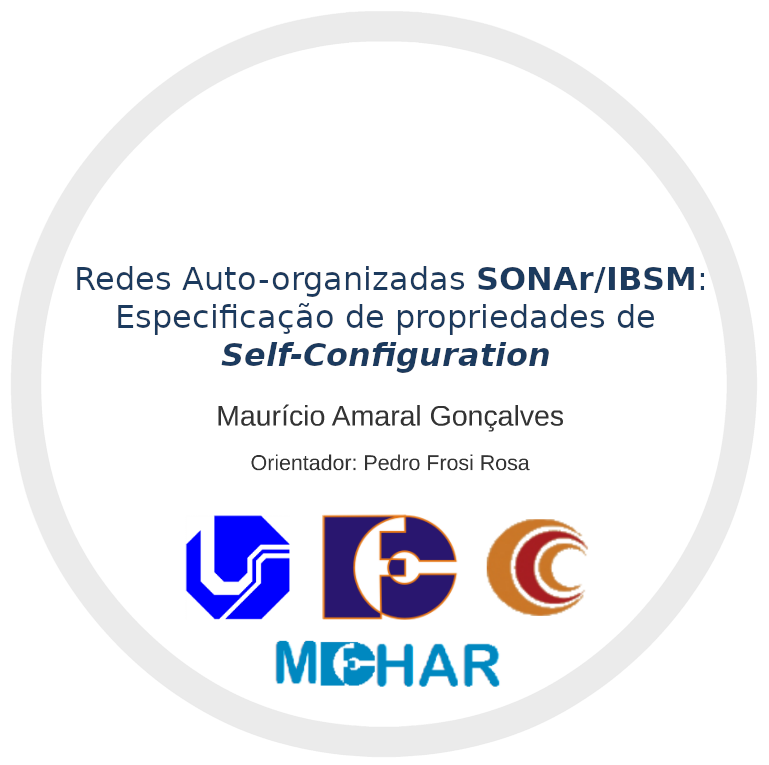 Redes Auto-organizadas SONAr/IBSM:
Especificação de propriedades de
Self-Configuration
Maurício Amaral Gonçalves
Orientador: Pedro Frosi Rosa
MEHAR